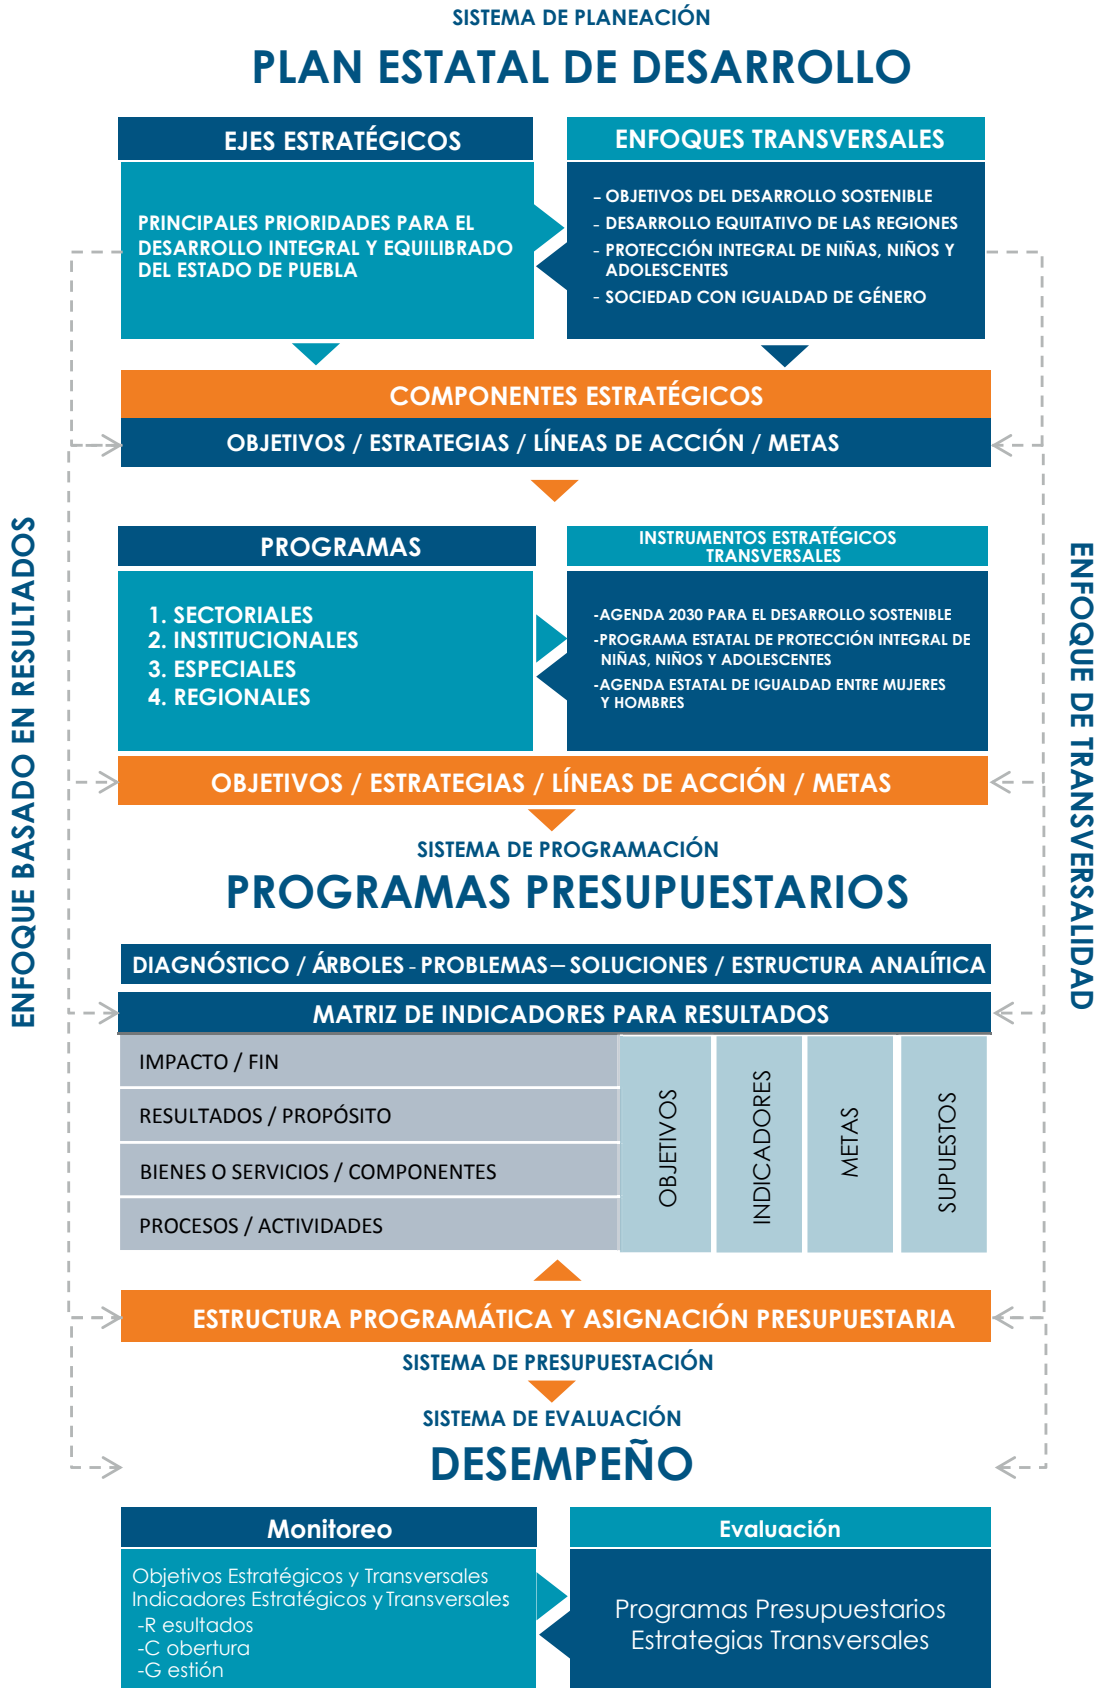 SISTEMA DE PLANEACIÓN
PLAN ESTATAL DE DESARROLLO
EJES ESTRATÉGICOS
PRINCIPALES PRIORIDADES PARA EL
DESARROLLO INTEGRAL Y EQUILIBRADO
DEL ESTADO DE PUEBLA
ENFOQUES TRANSVERSALES
- OBJETIVOS DEL DESARROLLO SOSTENIBLE
- DESARROLLO EQUITATIVO DE LAS REGIONES
- PROTECCIÓN INTEGRAL DE NIÑAS, NIÑOS Y
ADOLESCENTES
- SOCIEDAD CON IGUALDAD DE GÉNERO
COMPONENTES ESTRATÉGICOS
OBJETIVOS / ESTRATEGIAS / LÍNEAS DE ACCIÓN / METAS
PROGRAMAS
1. SECTORIALES
2. INSTITUCIONALES
3. ESPECIALES
4. REGIONALES
INSTRUMENTOS ESTRATÉGICOS
TRANSVERSALES
-AGENDA 2030 PARA EL DESARROLLO SOSTENIBLE
-PROGRAMA ESTATAL DE PROTECCIÓN INTEGRAL DE
NIÑAS, NIÑOS Y ADOLESCENTES
-AGENDA ESTATAL DE IGUALDAD ENTRE MUJERES
Y HOMBRES
OBJETIVOS / ESTRATEGIAS / LÍNEAS DE ACCIÓN / METAS
ENFOQUE BASADO EN RESULTADOS
ENFOQUE DE TRANSVERSALIDAD
SISTEMA DE PROGRAMACIÓN
PROGRAMAS PRESUPUESTARIOS
DIAGNÓSTICO / ÁRBOLES - PROBLEMAS – SOLUCIONES / ESTRUCTURA ANALÍTICA
MATRIZ DE INDICADORES PARA RESULTADOS
IMPACTO / FIN
RESULTADOS / PROPÓSITO
BIENES O SERVICIOS / COMPONENTES
PROCESOS / ACTIVIDADES
OBJETIVOS
INDICADORES
METAS
SUPUESTOS
ESTRUCTURA PROGRAMÁTICA Y ASIGNACIÓN PRESUPUESTARIA
SISTEMA DE PRESUPUESTACIÓN
SISTEMA DE EVALUACIÓN
DESEMPEÑO
Monitoreo
Objetivos Estratégicos y Transversales
Indicadores Estratégicos y Transversales
-R esultados
-C obertura
-G estión
Evaluación
Programas Presupuestarios
Estrategias Transversales